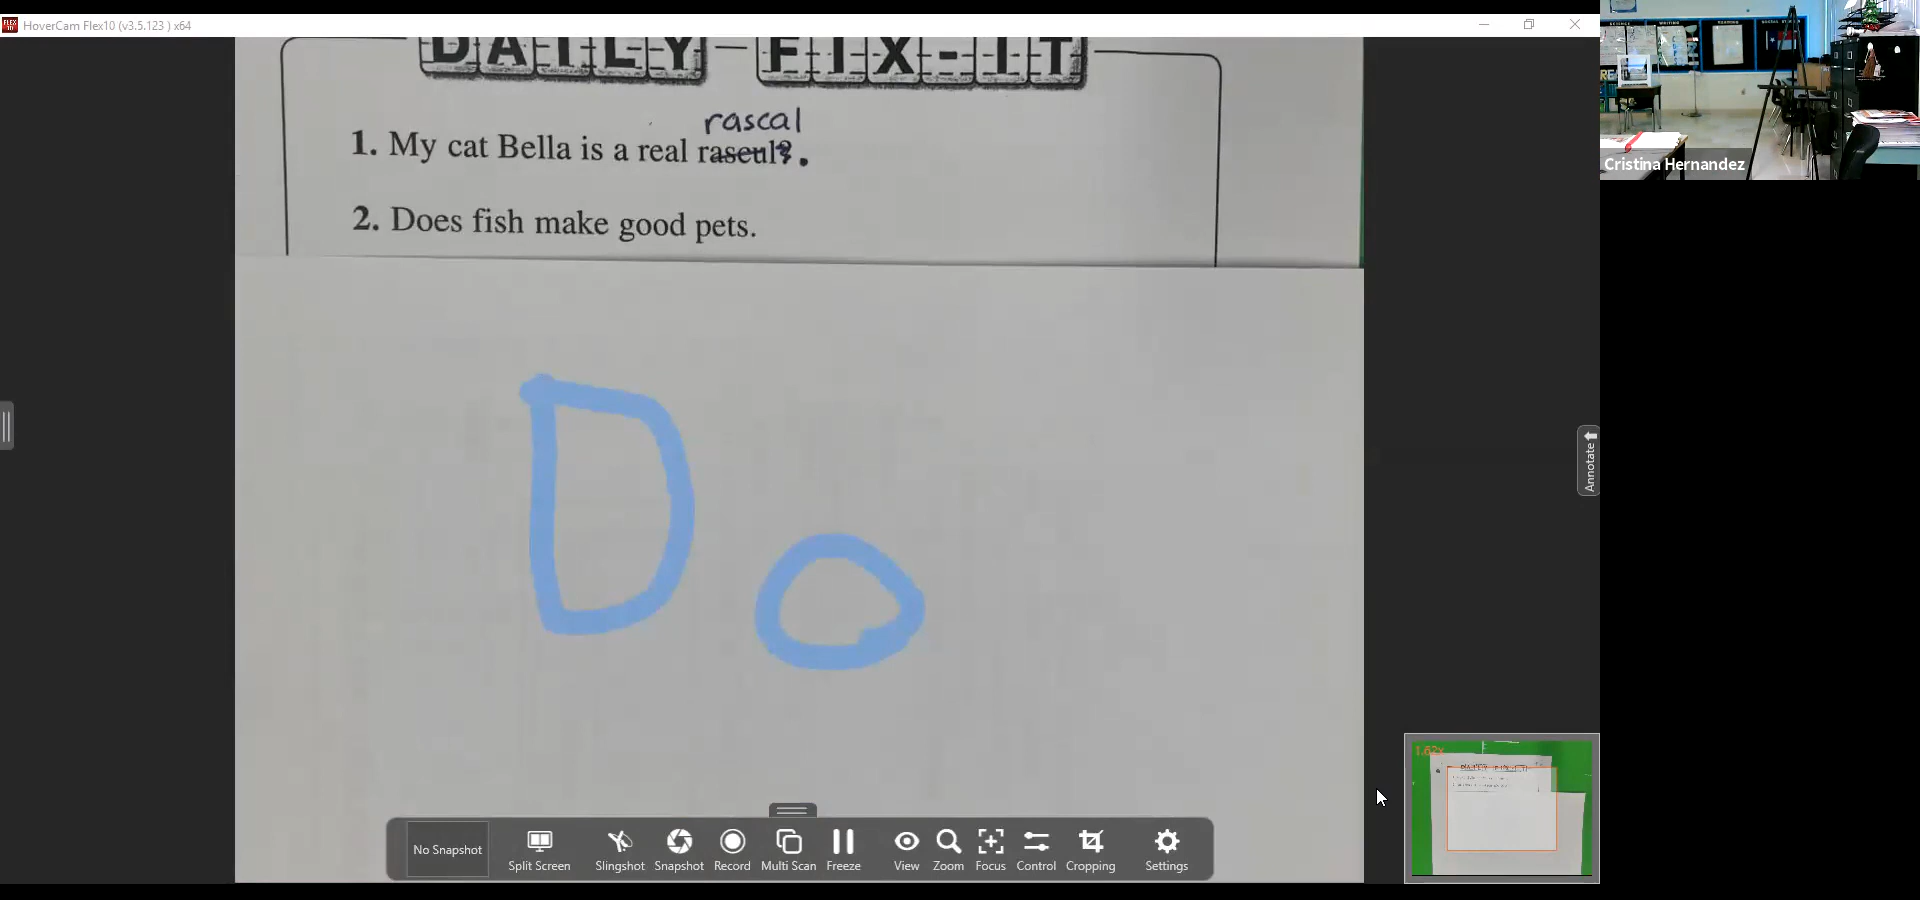 HoverCam Flex10 (v3.5.123 ) x64
DAILY FIX-IT
rascal
1. My cat Bella is a real rascul?.
2. Does fish make good pets.
Do
Cristina Hernandez
Annotate
1.62x
No Snapshot
Split Screen
Slingshot
Snapshot
Record
Multi Scan
Freeze
View
Zoom
Focus
Control
Cropping
Settings